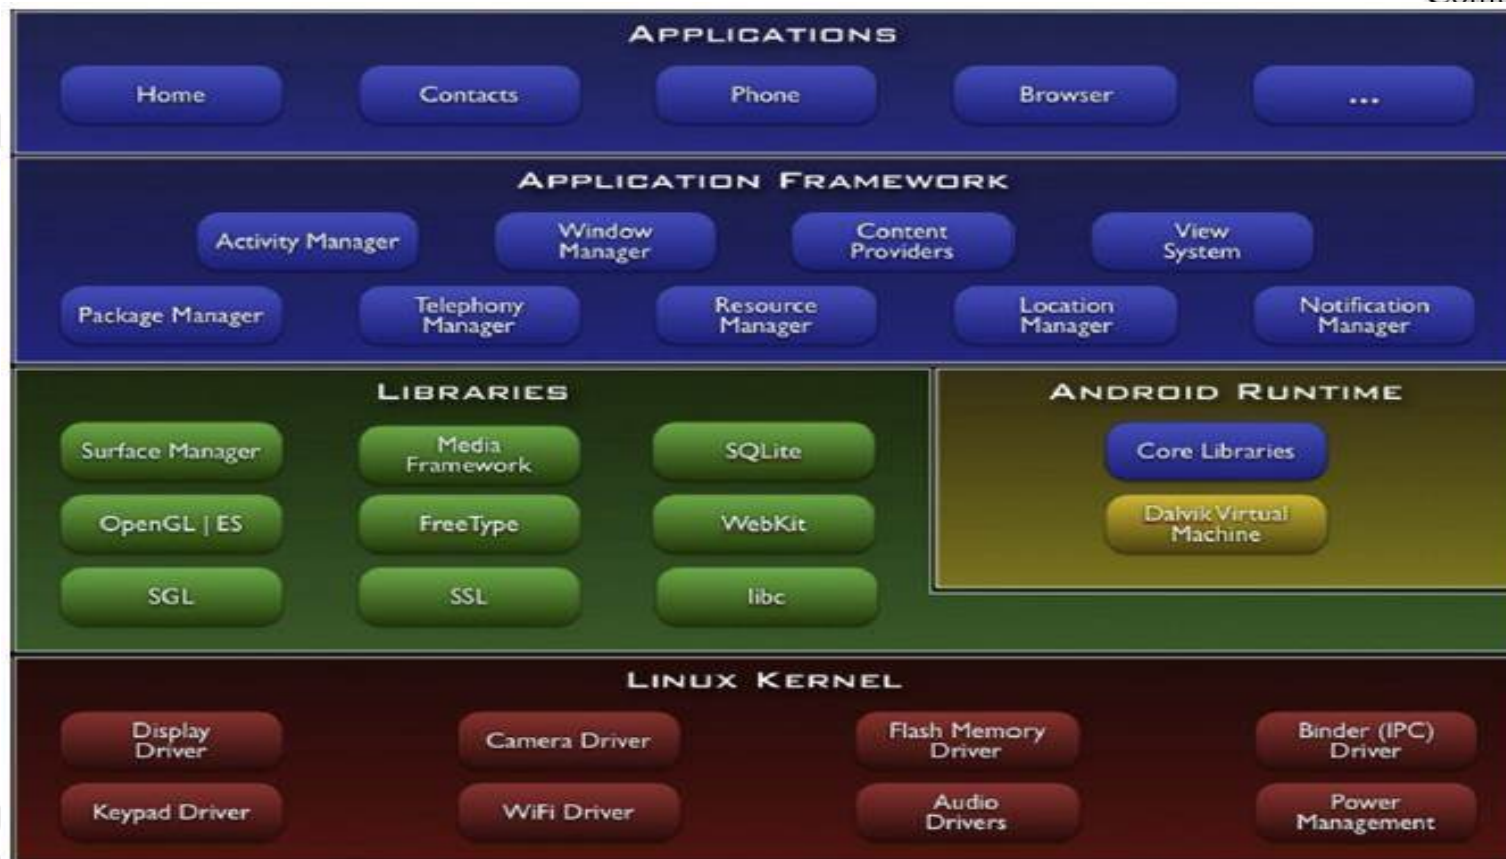 APPLICATIONS
Home
Contacts
Phone
Browser
...
APPLICATION FRAMEWORK
Activity Manager
Window
Manager
Content
Providers
View
System
Package Manager
Telephony
Manager
Resource
Manager
Location
Manager
Notification
Manager
LIBRARIES
Surface Manager
Media
Framework
SQLite
OpenGL | ES
FreeType
WebKit
SGL
SSL
libc
ANDROID RUNTIME
Core Libraries
Dalvik Virtual
Machine
LINUX KERNEL
Display
Driver
Camera Driver
Flash Memory
Driver
Binder (IPC)
Driver
Keypad Driver
WiFi Driver
Audio
Drivers
Power
Management